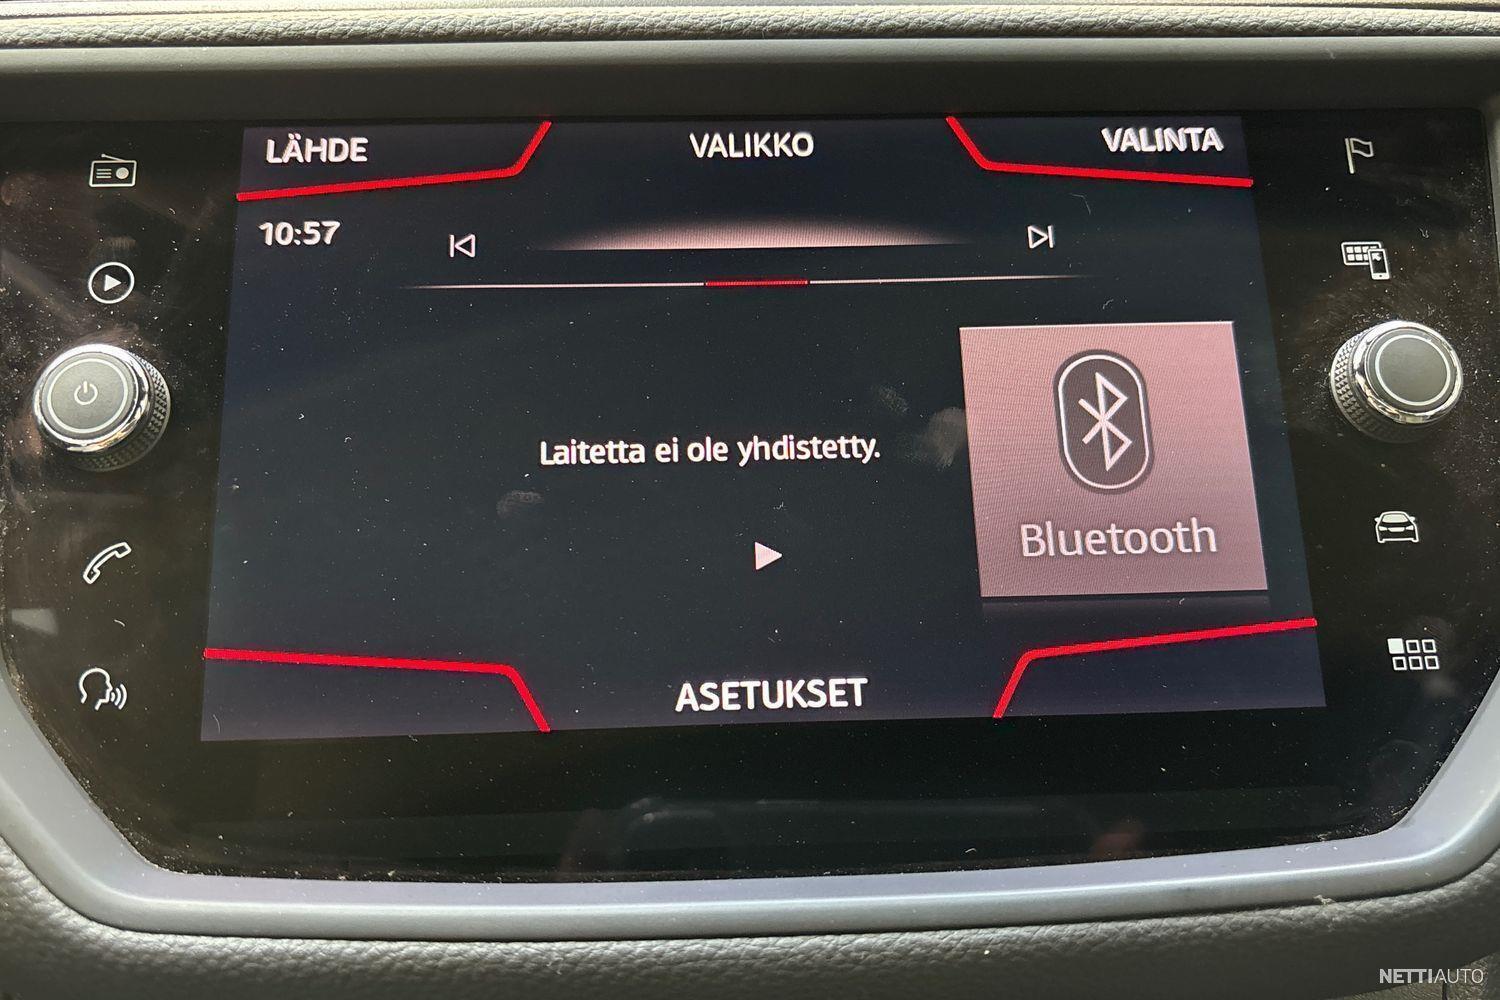 LÄHDE
VALIKKO
VALINTA
10:57
Laitetta ei ole yhdistetty.
Bluetooth
ASETUKSET
NETTIAUTO